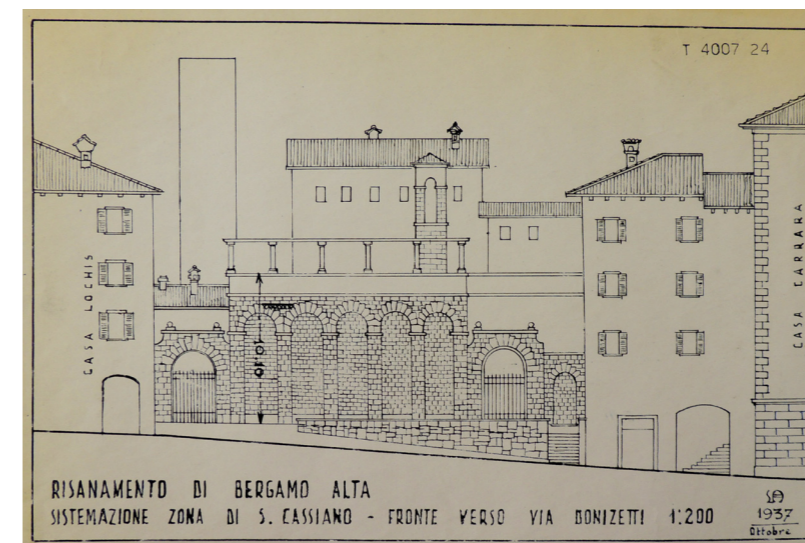 T 4007 24
CASA LOCHIS
10.40
CASA CARRARA
RISANAMENTO DI BERGAMO ALTA
SISTEMAZIONE ZONA DI S. CASSIANO - FRONTE VERSO VIA DONIZETTI 1:200
1937
Ottobre